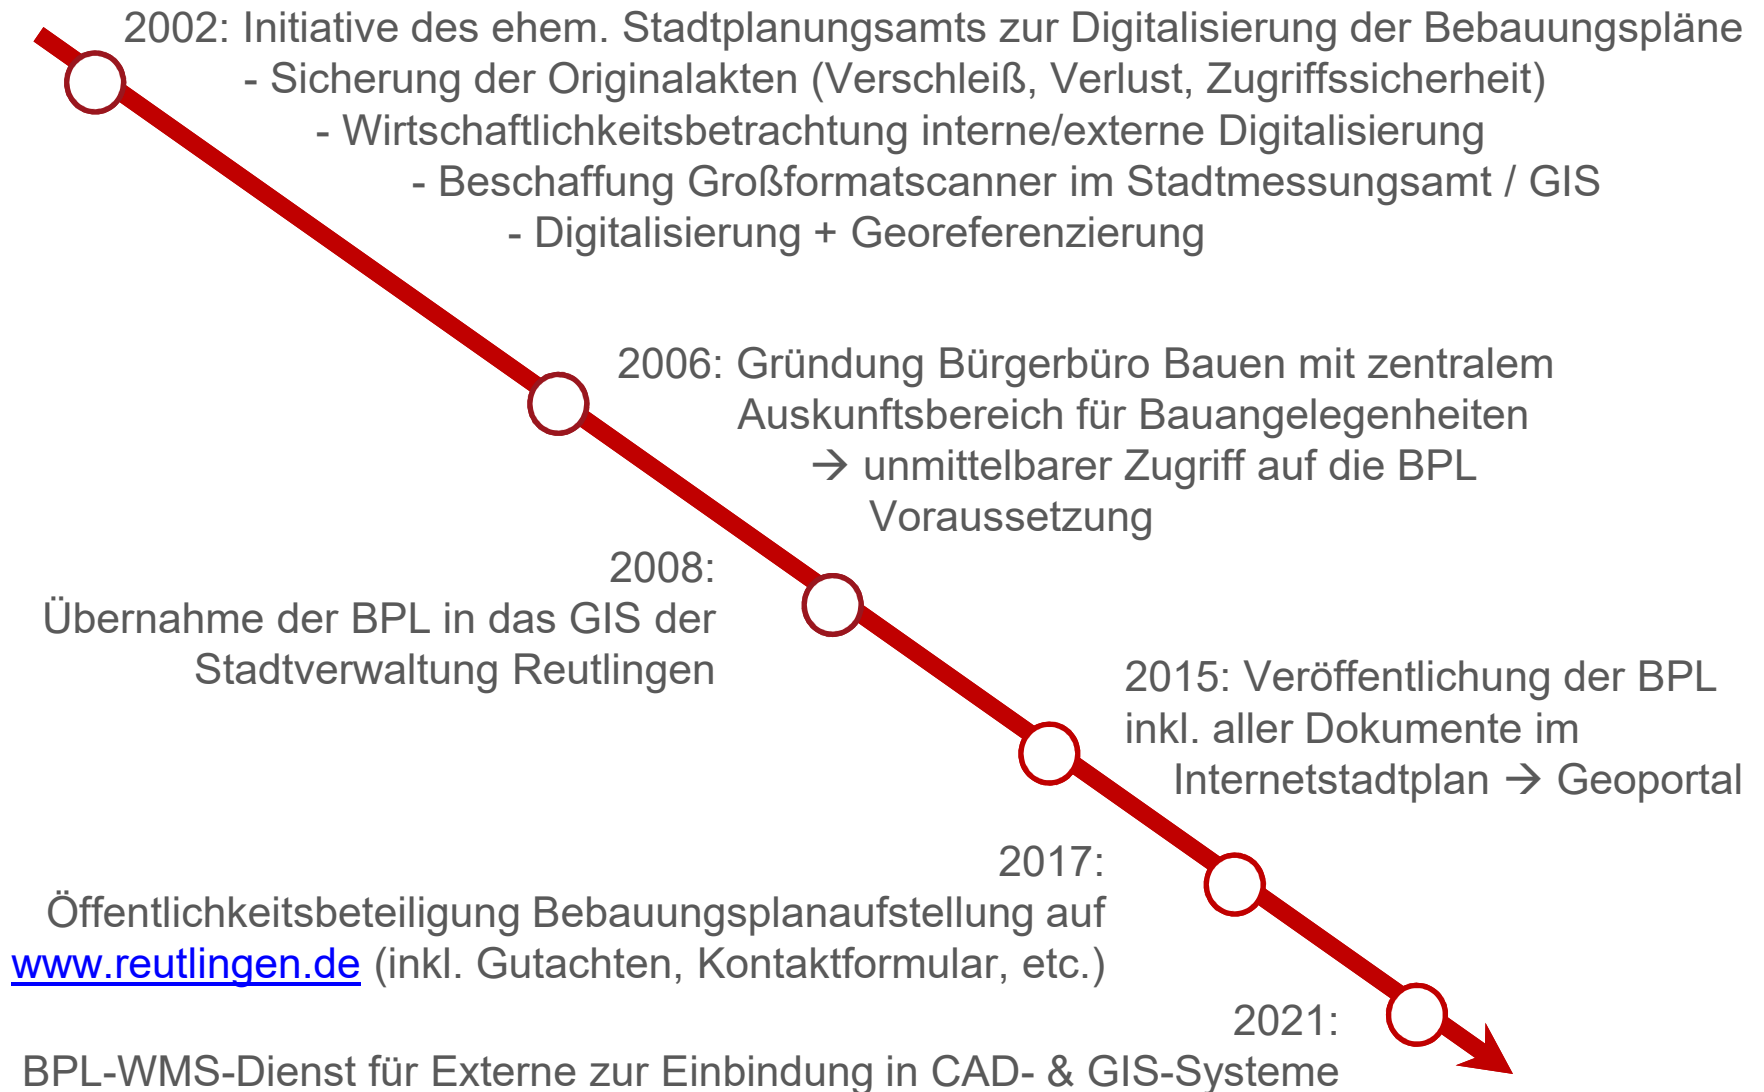 2002: Initiative des ehem. Stadtplanungsamts zur Digitalisierung der Bebauungspläne
- Sicherung der Originalakten (Verschleiß, Verlust, Zugriffssicherheit)
- Wirtschaftlichkeitsbetrachtung interne/externe Digitalisierung
- Beschaffung Großformatscanner im Stadtmessungsamt / GIS
- Digitalisierung + Georeferenzierung
2006: Gründung Bürgerbüro Bauen mit zentralem
Auskunftsbereich für Bauangelegenheiten
→ unmittelbarer Zugriff auf die BPL
Voraussetzung
2008:
Übernahme der BPL in das GIS der
Stadtverwaltung Reutlingen
2015: Veröffentlichung der BPL
inkl. aller Dokumente im
Internetstadtplan → Geoportal
2017:
Öffentlichkeitsbeteiligung Bebauungsplanaufstellung auf
www.reutlingen.de (inkl. Gutachten, Kontaktformular, etc.)
2021:
BPL-WMS-Dienst für Externe zur Einbindung in CAD- & GIS-Systeme